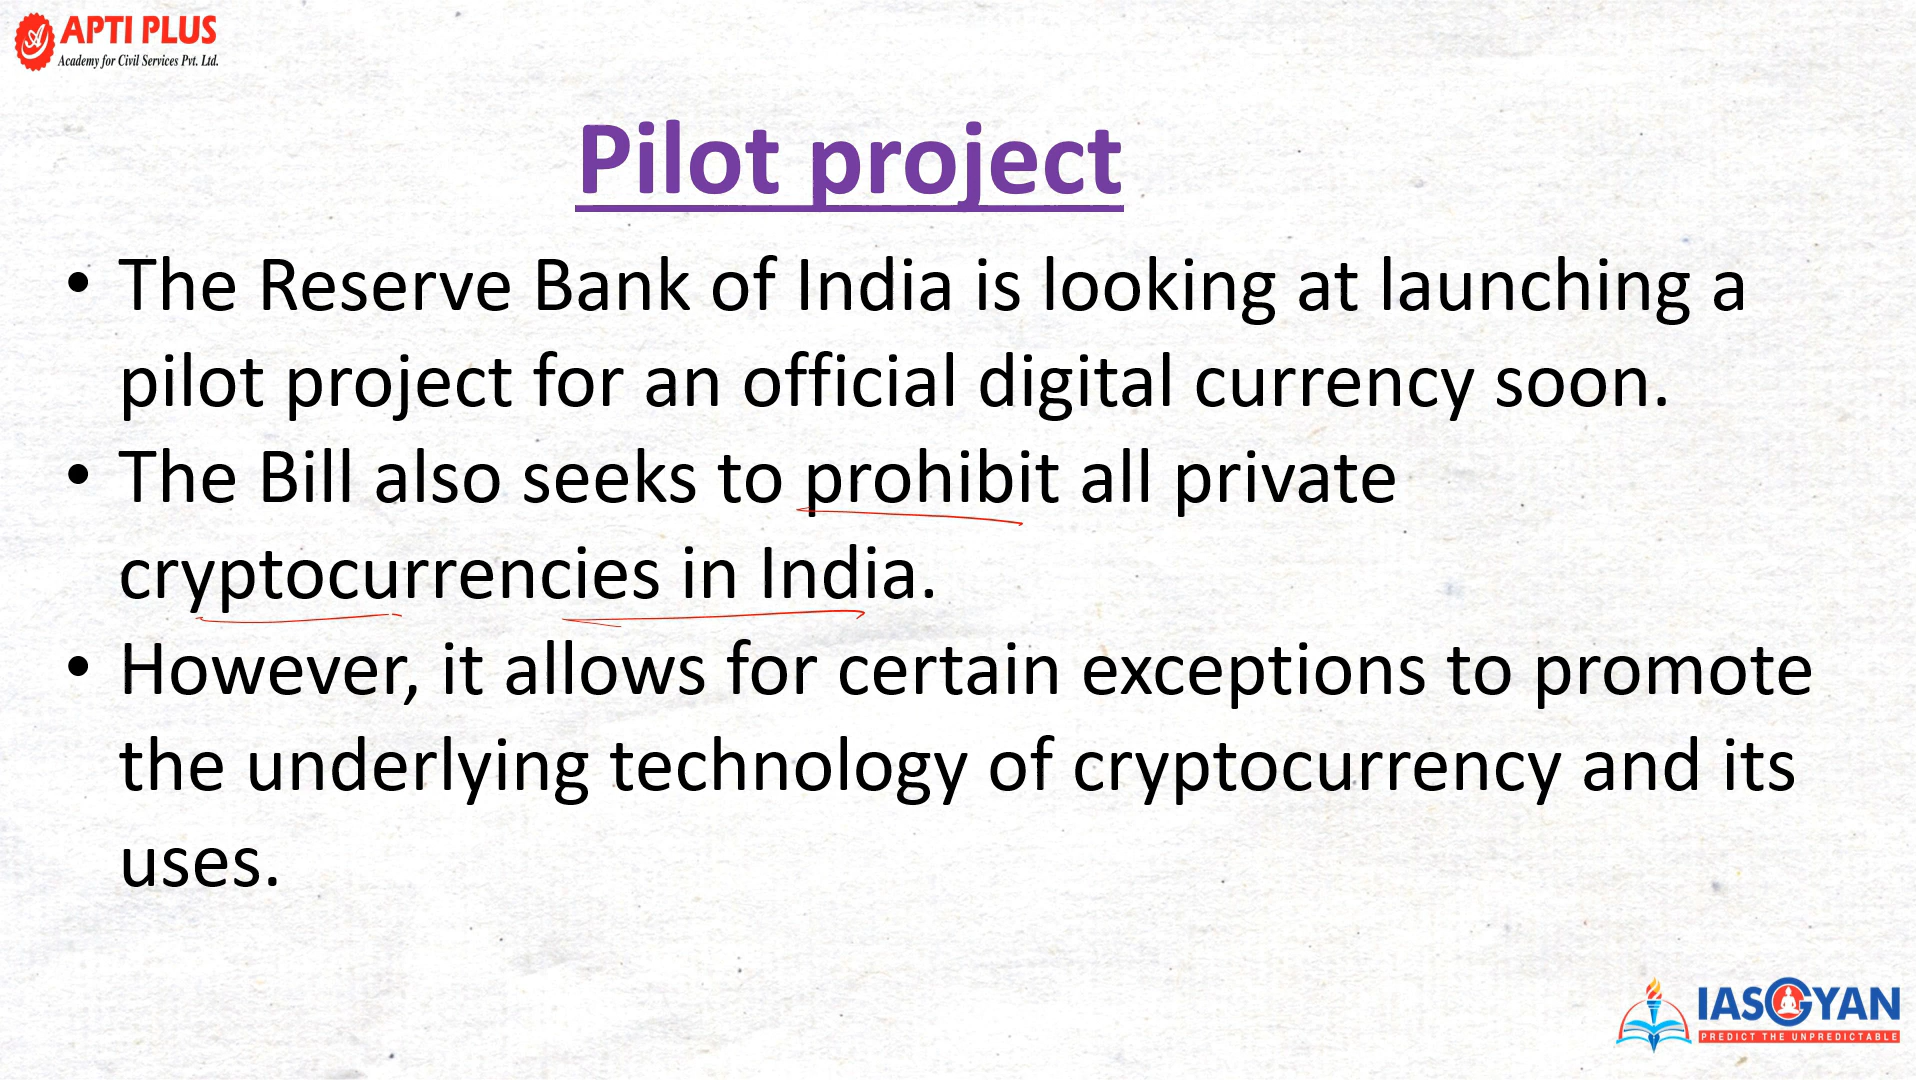 APTI PLUS
Academy for Civil Services Pvt. Ltd.
Pilot project
• The Reserve Bank of India is looking at launching a
pilot project for an official digital currency soon.
• The Bill also seeks to prohibit all private
cryptocurrencies in India.
• However, it allows for certain exceptions to promote
the underlying technology of cryptocurrency and its
uses.
IASGYAN
PREDICT THE UNPREDICTABLE